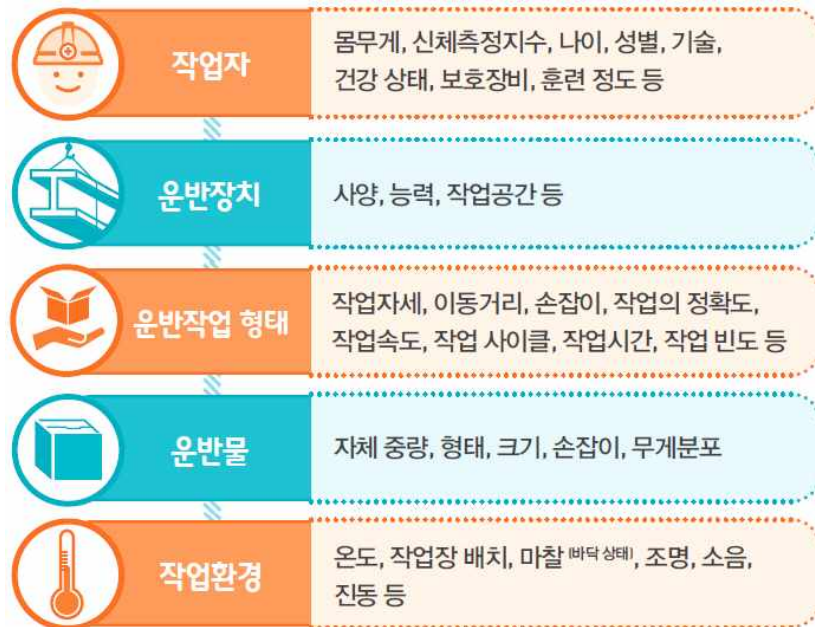 작업자
몸무게, 신체측정지수, 나이, 성별, 기술,
건강 상태, 보호장비, 훈련 정도 등
운반장치
사양, 능력, 작업공간 등
운반작업 형태
작업자세, 이동거리, 손잡이, 작업의 정확도,
작업속도, 작업 사이클, 작업시간, 작업 빈도 등
운반물
자체 중량, 형태, 크기, 손잡이, 무게분포
작업환경
온도, 작업장 배치, 마찰 [바닥 상태], 조명, 소음,
진동 등